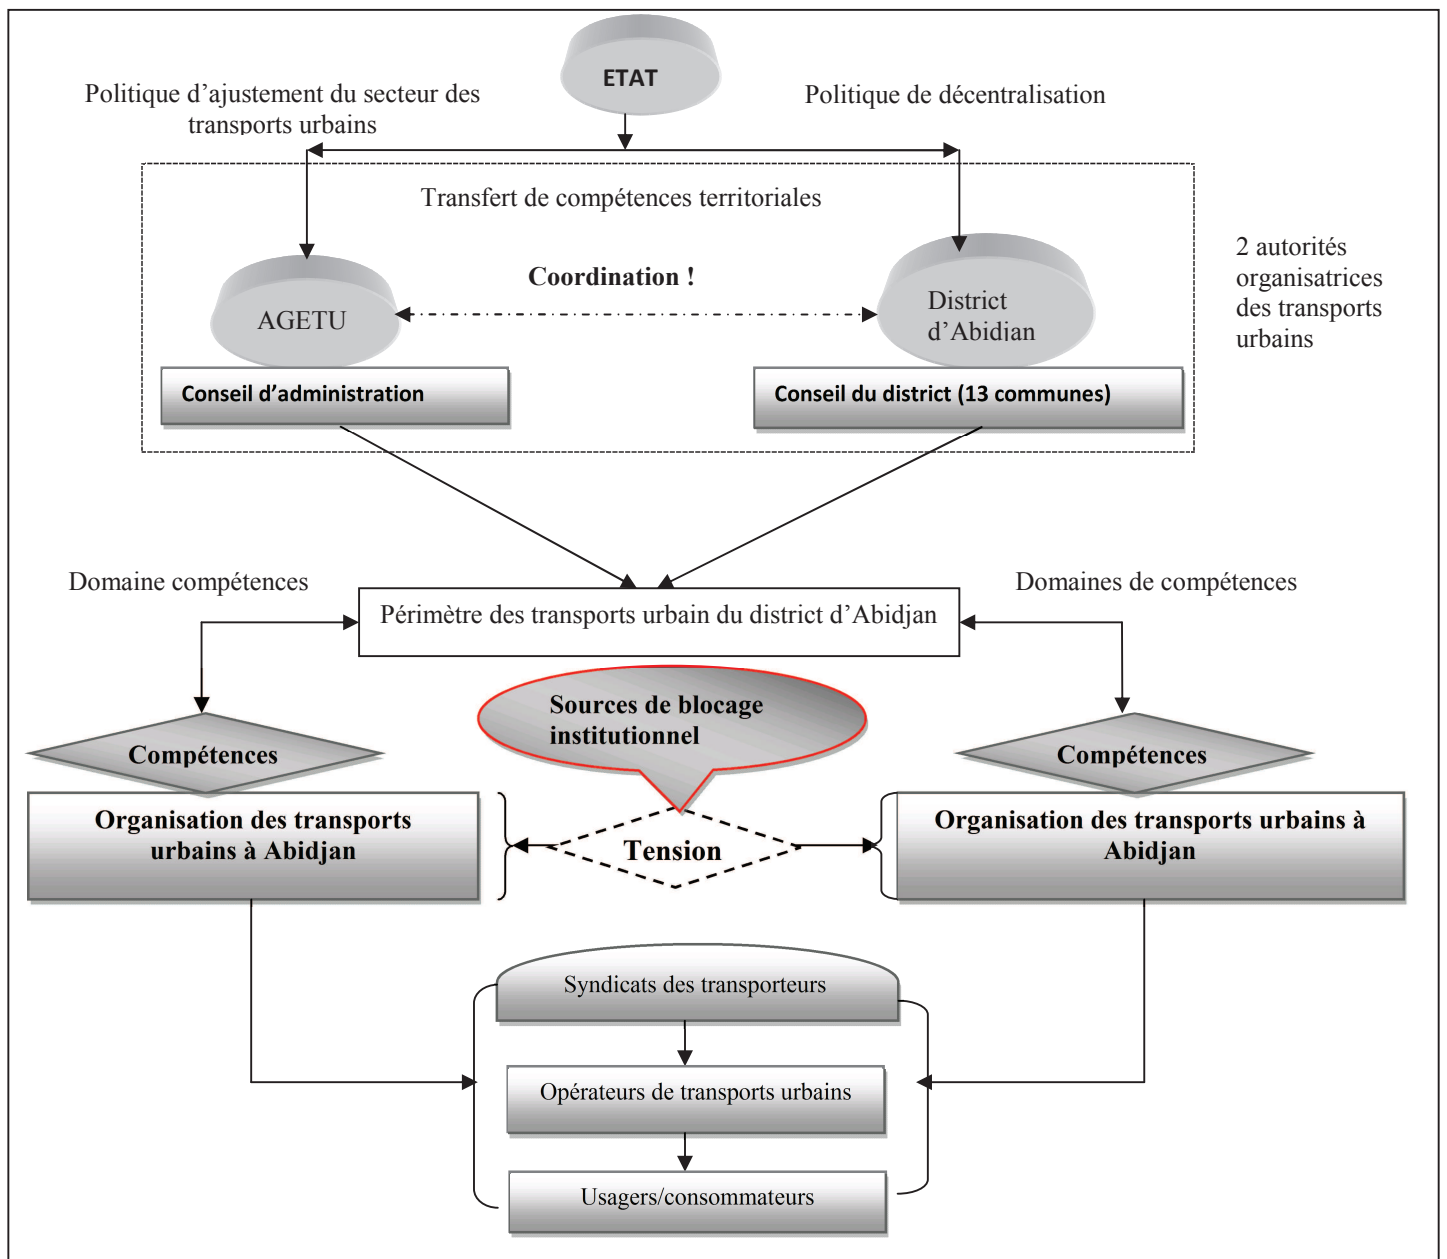 ETAT
Politique d'ajustement du secteur des
transports urbains
Politique de décentralisation
Transfert de compétences territoriales
2 autorités
organisatrices
des transports
urbains
Coordination !
AGETU
District
d'Abidjan
Conseil d'administration
Conseil du district (13 communes)
Domaine compétences
Domaines de compétences
Périmètre des transports urbain du district d'Abidjan
Sources de blocage
institutionnel
Compétences
Compétences
Organisation des transports
urbains à Abidjan
Tension
Organisation des transports urbains à
Abidjan
Syndicats des transporteurs
Opérateurs de transports urbains
Usagers/consommateurs